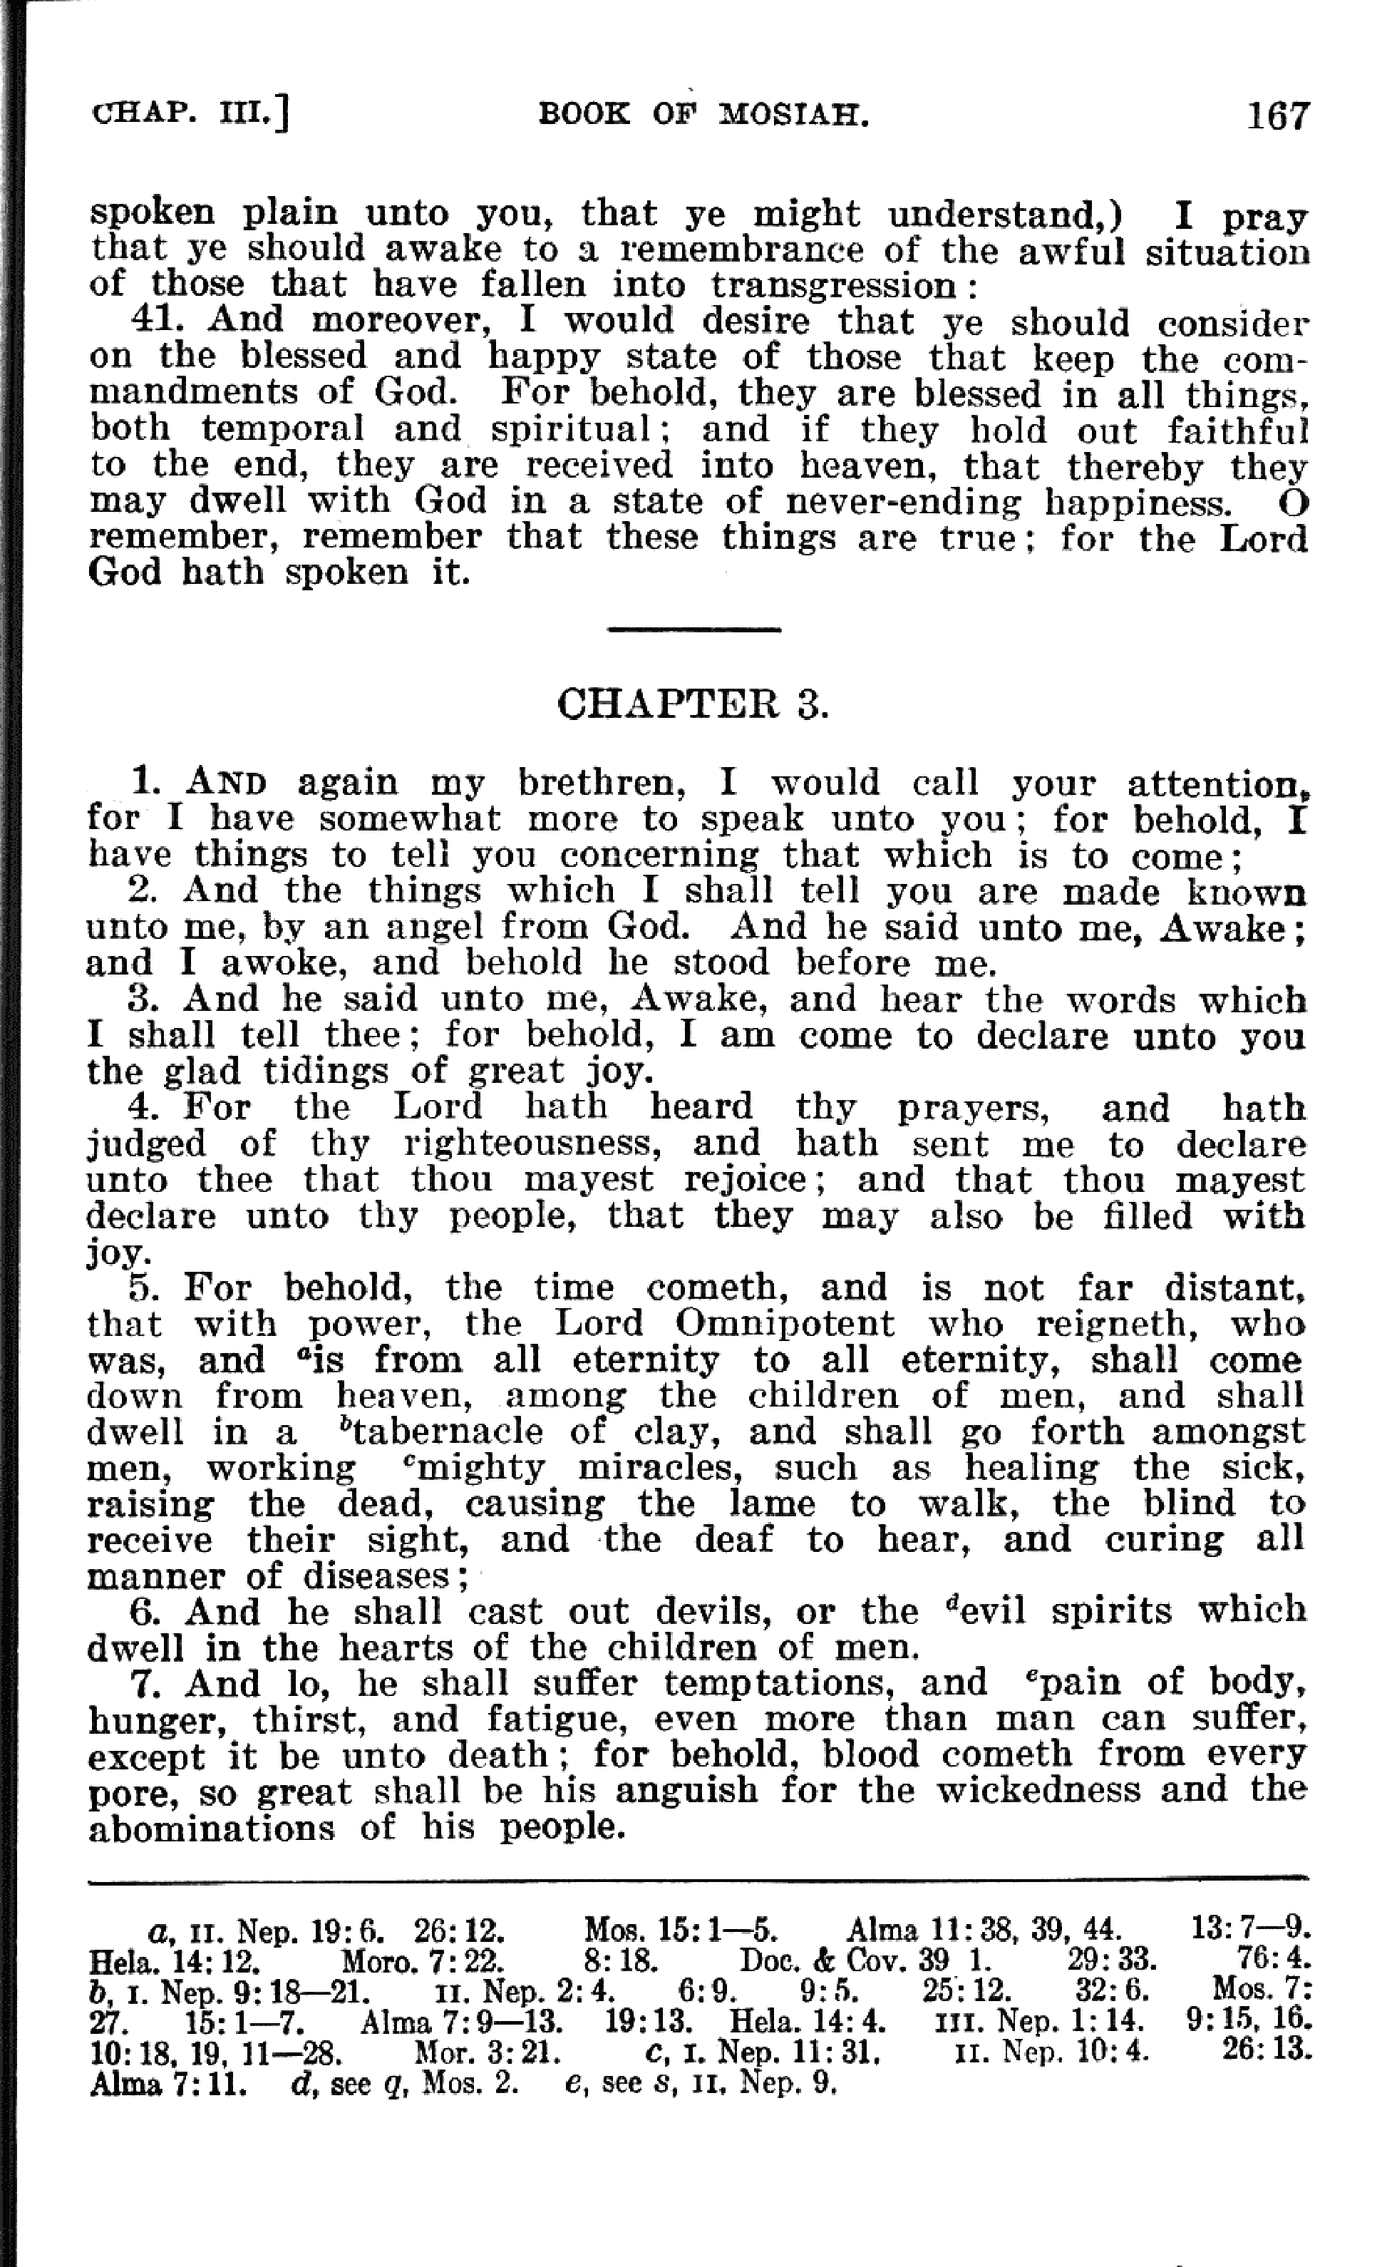 CHAP. III.] BOOK OF MOSIAH. 167
spoken plain unto you, that ye might understand,) I pray
that ye should awake to a remembrance of the awful situation
of those that have fallen into transgression:
41. And moreover, I would desire that ye should consider
on the blessed and happy state of those that keep the com-
mandments of God. For behold, they are blessed in all things,
both temporal and spiritual; and if they hold out faithful
to the end, they are received into heaven, that thereby they
may dwell with God in a state of never-ending happiness. O
remember, remember that these things are true; for the Lord
God hath spoken it.
CHAPTER 3.
1. AND again my brethren, I would call your attention,
for I have somewhat more to speak unto you; for behold, I
have things to tell you concerning that which is to come;
2. And the things which I shall tell you are made known
unto me, by an angel from God. And he said unto me, Awake;
and I awoke, and behold he stood before me.
3. And he said unto me, Awake, and hear the words which
I shall tell thee; for behold, I am come to declare unto you
the glad tidings of great joy.
4. For the Lord hath heard thy prayers, and hath
judged of thy righteousness, and hath sent me to declare
unto thee that thou mayest rejoice; and that thou mayest
declare unto thy people, that they may also be filled with
joy.
5. For behold, the time cometh, and is not far distant,
that with power, the Lord Omnipotent who reigneth, who
was, and ᵃis from all eternity to all eternity, shall come
down from heaven, among the children of men, and shall
dwell in a ᵇtabernacle of clay, and shall go forth amongst
men, working ᶜmighty miracles, such as healing the sick,
raising the dead, causing the lame to walk, the blind to
receive their sight, and the deaf to hear, and curing all
manner of diseases;
6. And he shall cast out devils, or the ᵈevil spirits which
dwell in the hearts of the children of men.
7. And lo, he shall suffer temptations, and ᵉpain of body,
hunger, thirst, and fatigue, even more than man can suffer,
except it be unto death; for behold, blood cometh from every
pore, so great shall be his anguish for the wickedness and the
abominations of his people.
a, II. Nep. 19:6. 26:12. Mos. 15:1—5. Alma 11:38, 39, 44. 13:7—9.
Hela. 14:12. Moro. 7:22. 8:18. Doc. & Cov. 39 1. 29:33. 76:4.
b, I. Nep. 9:18—21. II. Nep. 2:4. 6:9. 9:5. 25:12. 32:6. Mos. 7:
27. 15:1—7. Alma 7:9—13. 19:13. Hela. 14:4. III. Nep. 1:14. 9:15, 16.
10:18, 19, 11—28. Mor. 3:21. c, I. Nep. 11:31. II. Nep. 10:4. 26:13.
Alma 7:11. d, see q, Mos. 2. e, see s, II. Nep. 9.